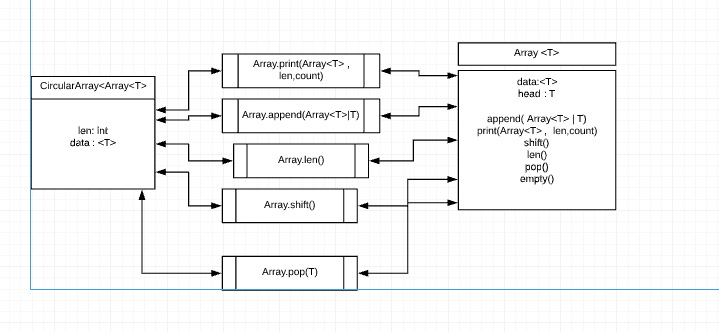 CircularArray<Array<T>
len: Int
data : <T>
Array.print(Array<T> ,
len,count)
Array.append(Array<T>|T)
Array.len()
Array.shift()
Array.pop(T)
Array <T>
data:<T>
head : T
append( Array<T> | T)
print(Array<T> ,  len,count)
shift()
len()
pop()
empty()